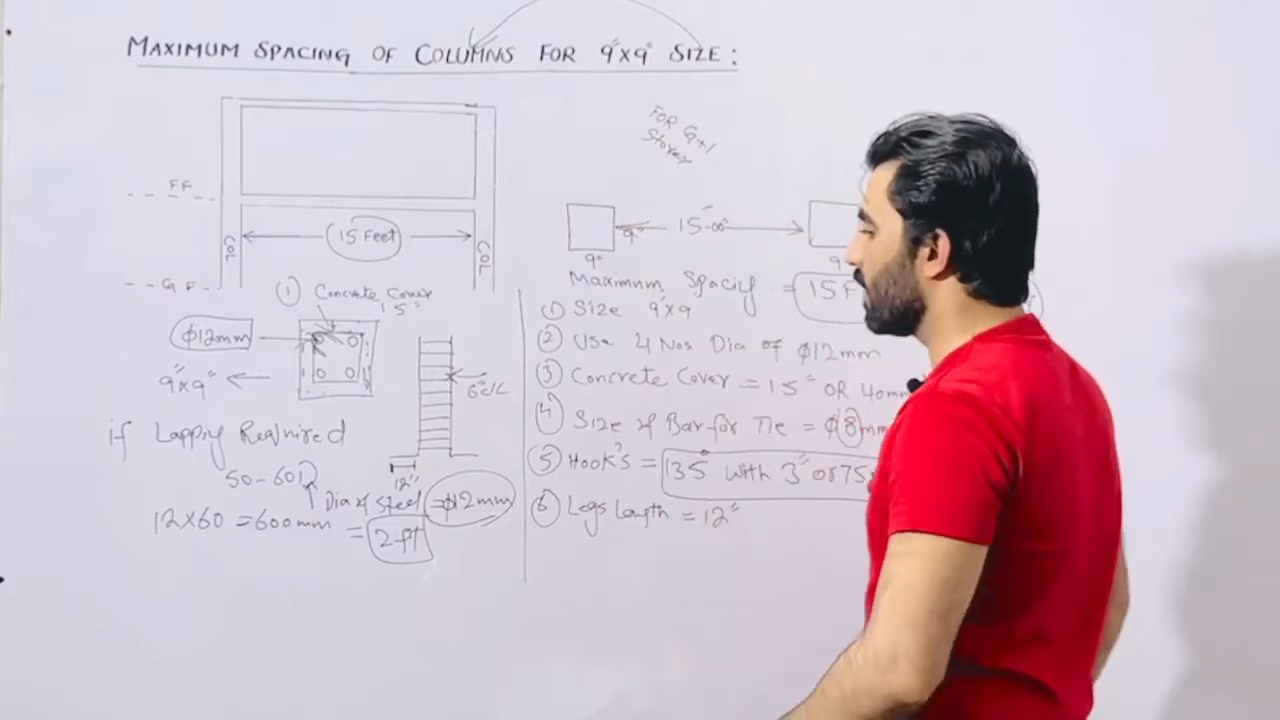 MAXIMUM SPACING OF COLUMNS FOR 9"X9" SIZE:
FOR G+1
Storey
FF
15 Feet
COL
COL
G F
15'-00"
9"
9"
9
Maximum Spacing = 15 F
① Concrete Cover
1.5"
① Size 9"x9
φ12mm
② Use 4 Nos Dia of φ12mm
9"x9"
6"c/c
③ Concrete Cover = 1.5" OR 40mm
④ Size of Bar for Tie = φ8mm
if Lapping Required
⑤ Hook's = 135° With 3" or 75
50-60D
12"
Dia of Steel = φ12mm
⑥ Legs Length = 12"
12X60 = 600mm = 2-ft